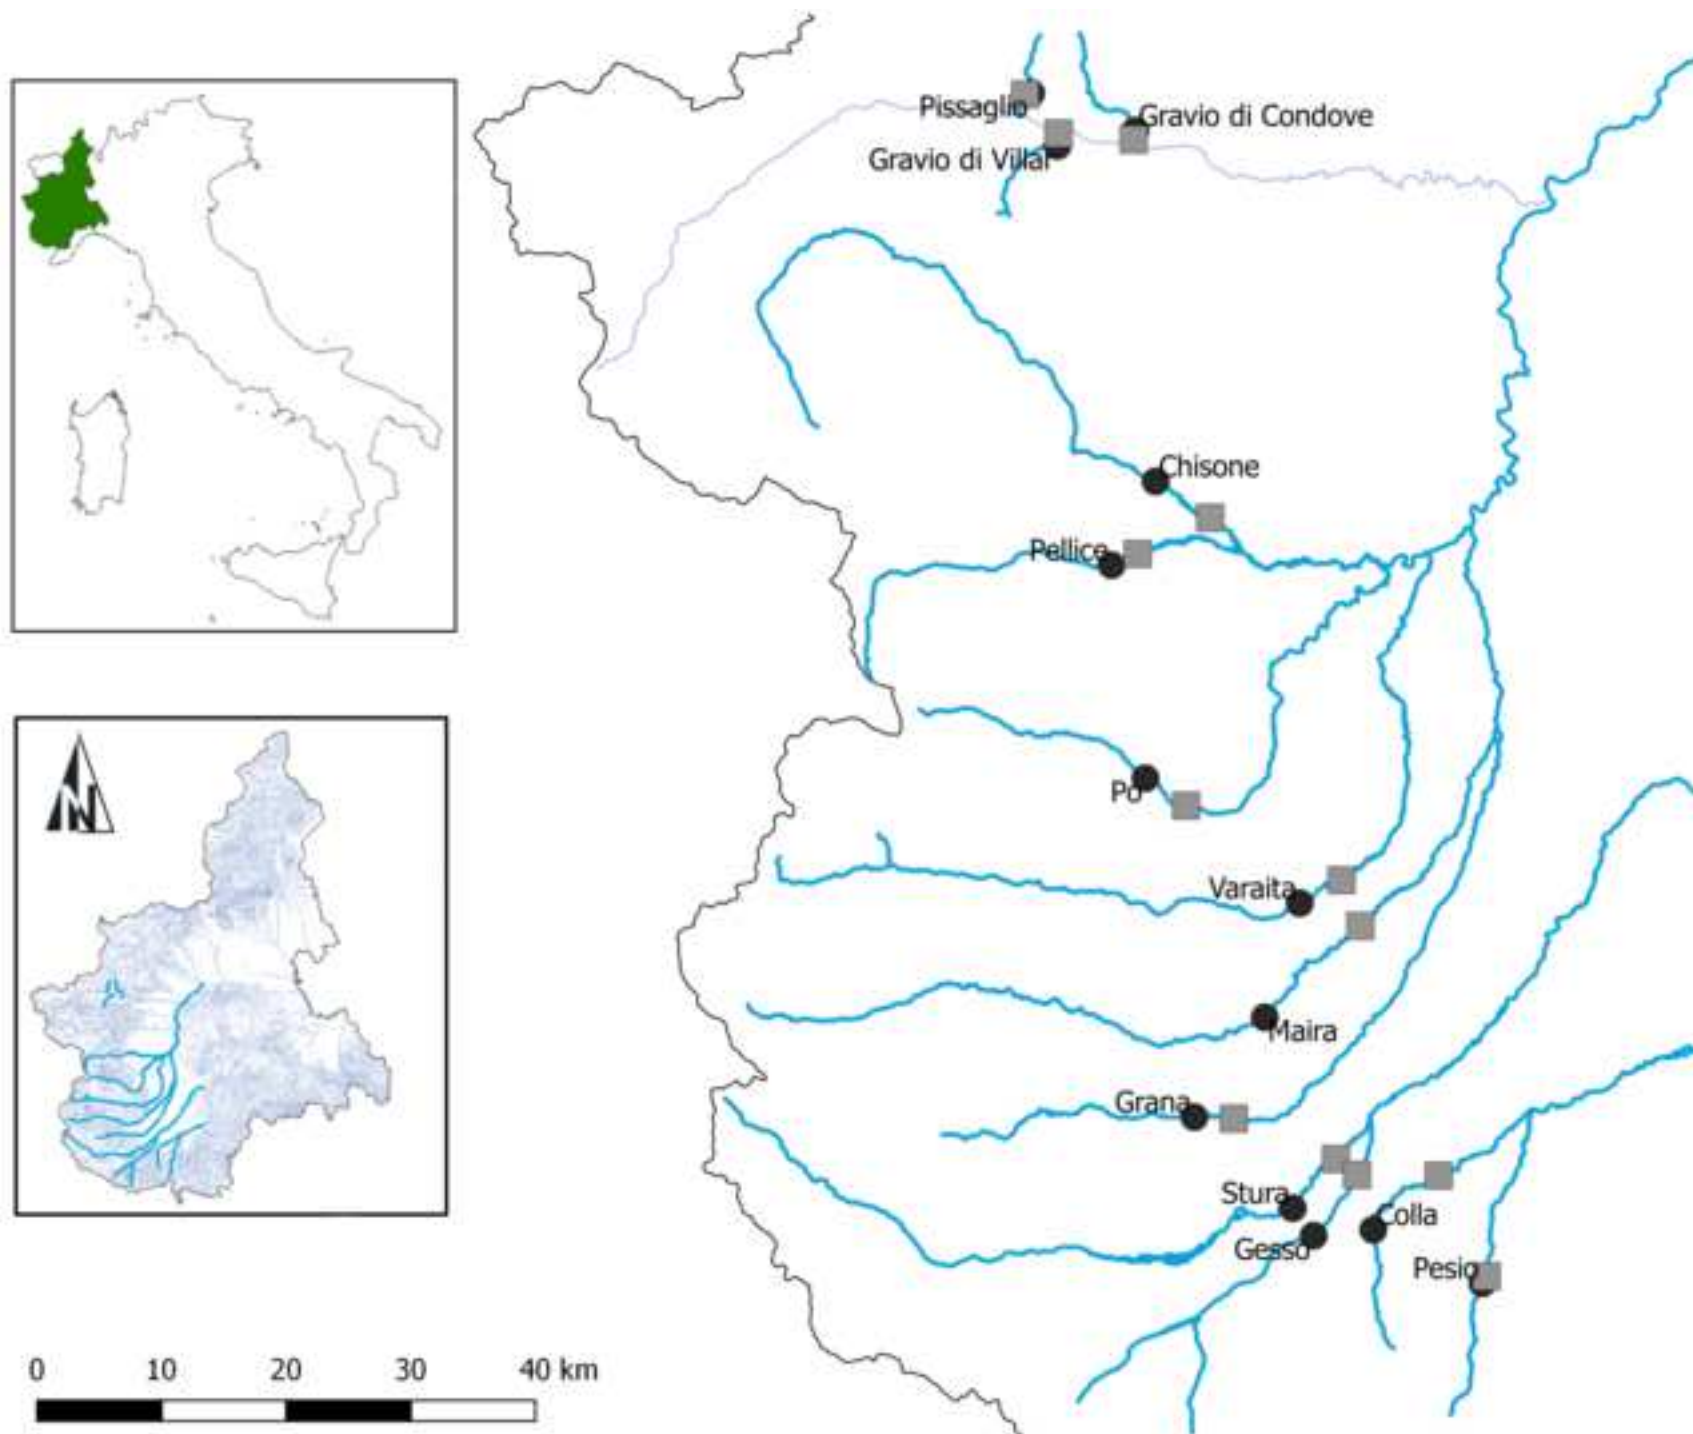 Pissaglio
Gravio di Condove
Gravio di Villar
Chisone
Pellice
N
Po
Varaita
Maira
Grana
Stura
Colla
Gesso
Pesio
0 10 20 30 40 km